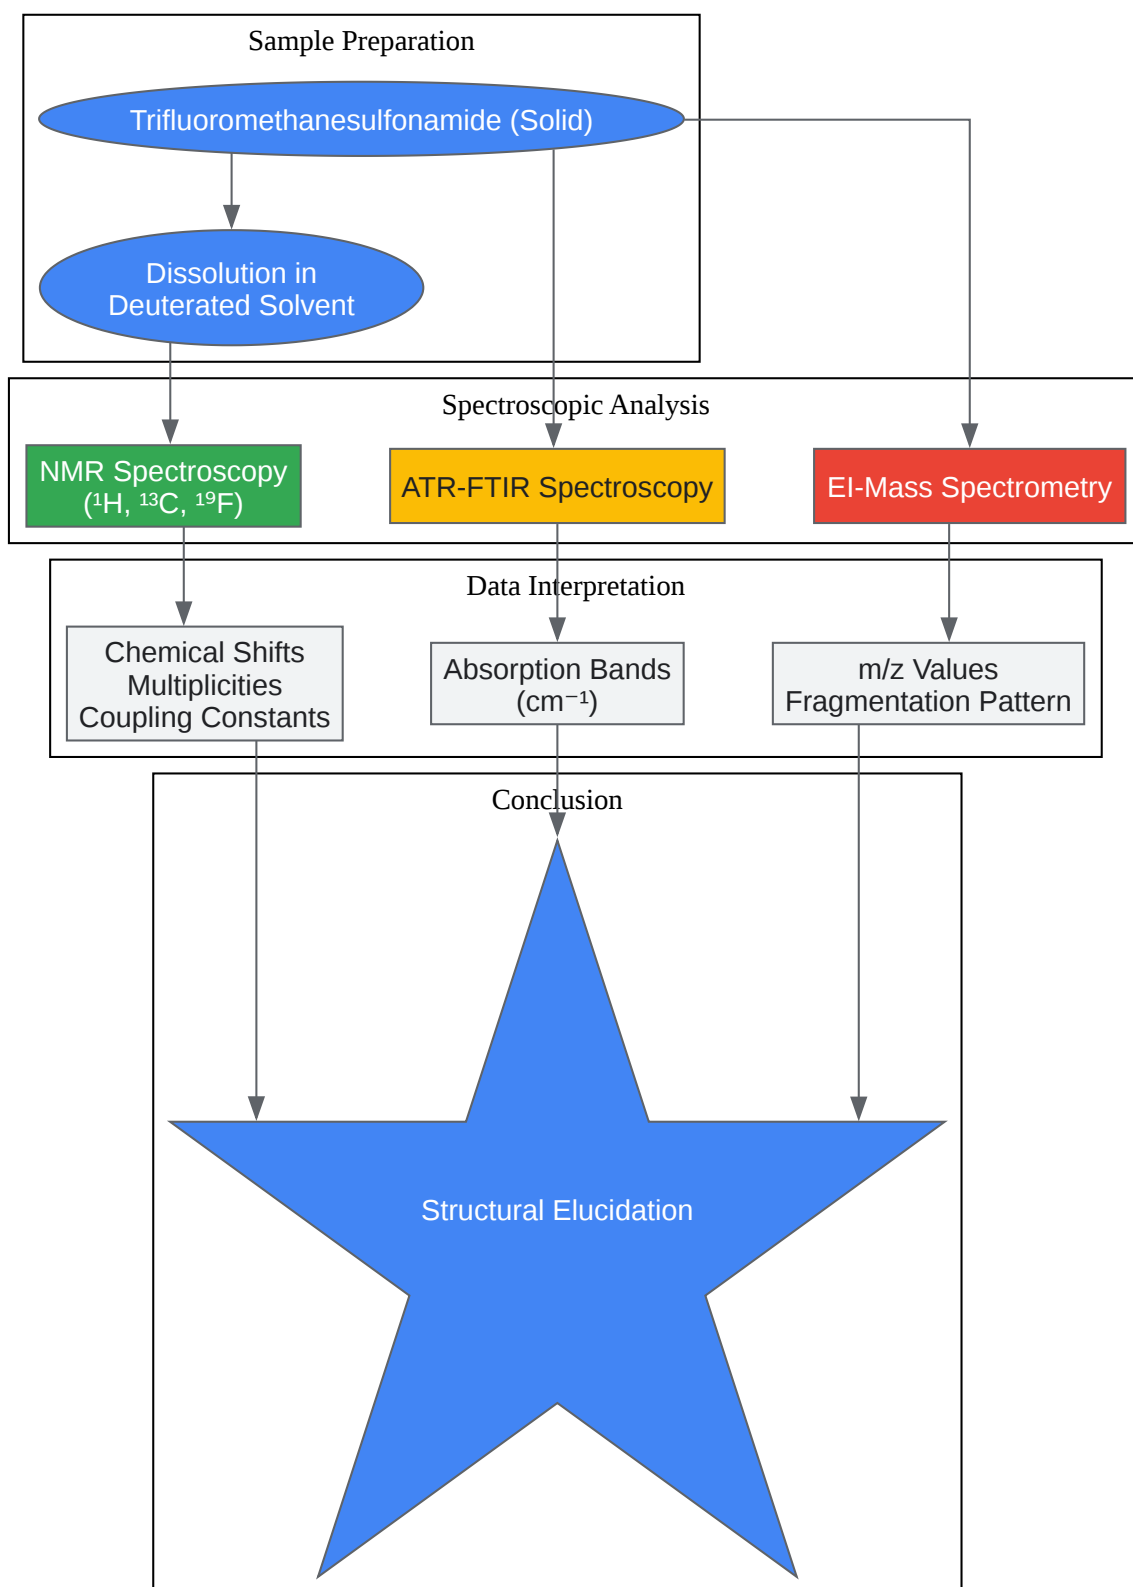 Sample Preparation
Trifluoromethanesulfonamide (Solid)
Dissolution in
Deuterated Solvent
Spectroscopic Analysis
NMR Spectroscopy
(¹H, ¹³C, ¹⁹F)
ATR-FTIR Spectroscopy
EI-Mass Spectrometry
Data Interpretation
Chemical Shifts
Multiplicities
Coupling Constants
Absorption Bands
(cm⁻¹)
m/z Values
Fragmentation Pattern
Conclusion
Structural Elucidation